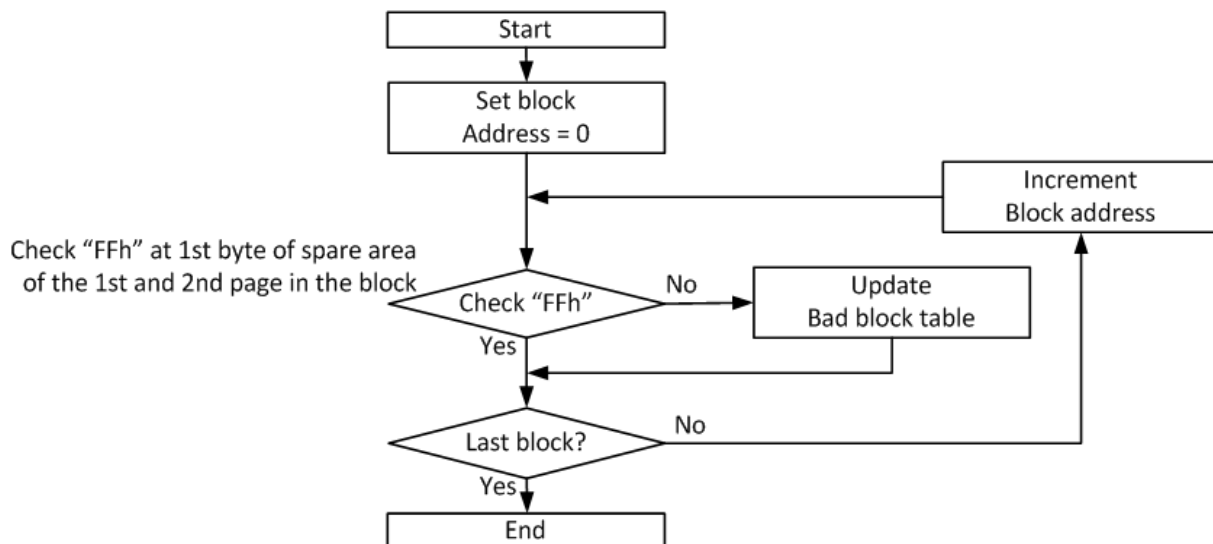 Start
Set block
Address = 0
Increment
Block address
Check “FFh” at 1st byte of spare area
of the 1st and 2nd page in the block
Check “FFh”
No
Update
Bad block table
Yes
Last block?
No
Yes
End